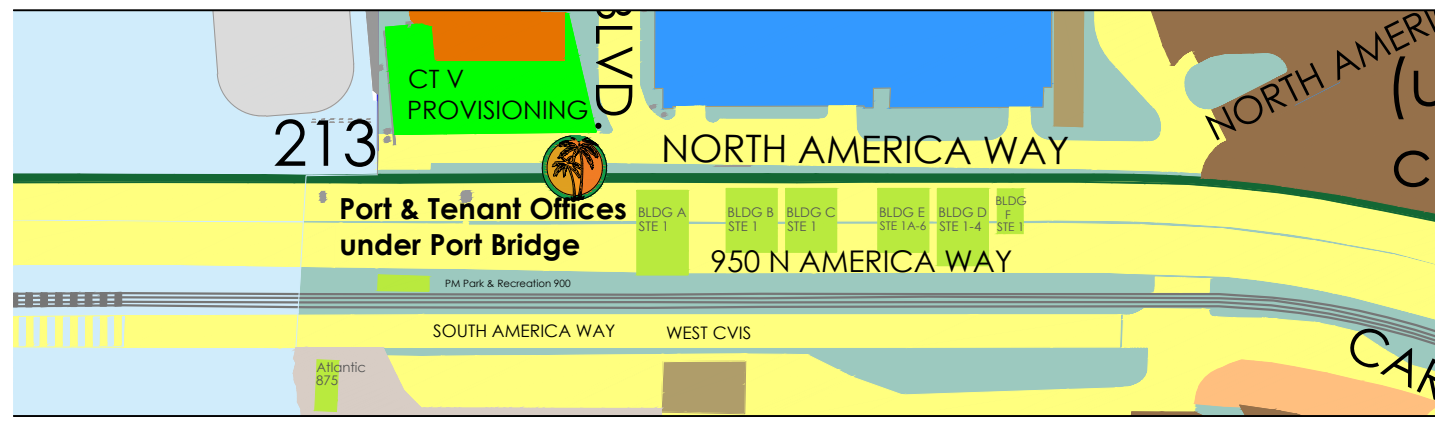 BLVD.
CT V
PROVISIONING
213
NORTH AMERICA WAY
NORTH AMERI
(U
C
Port & Tenant Offices
under Port Bridge
BLDG A
STE 1
BLDG B
STE 1
BLDG C
STE 1
BLDG E
STE 1A-6
BLDG D
STE 1-4
BLDG
F
STE 1
950 N AMERICA WAY
PM Park & Recreation 900
SOUTH AMERICA WAY
WEST CVIS
CAR
Atlantic
875